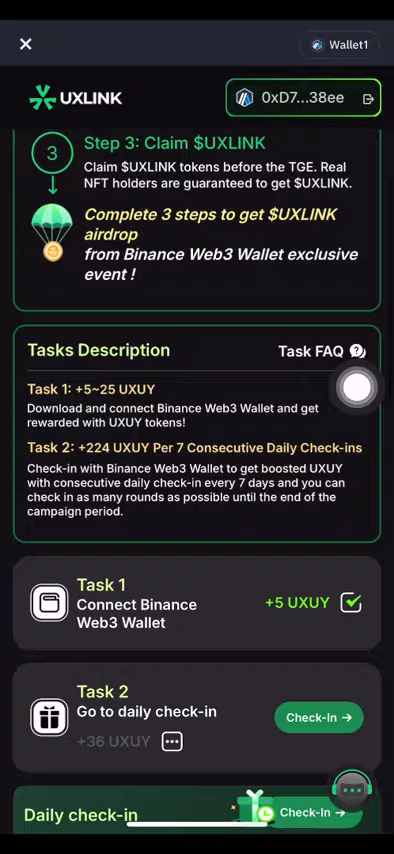 Wallet1
UXLINK
0xD7...38ee
3
Step 3: Claim $UXLINK
Claim $UXLINK tokens before the TGE. Real
NFT holders are guaranteed to get $UXLINK.
Complete 3 steps to get $UXLINK
airdrop
from Binance Web3 Wallet exclusive
event !
Tasks Description
Task FAQ
Task 1: +5~25 UXUY
Download and connect Binance Web3 Wallet and get
rewarded with UXUY tokens!
Task 2: +224 UXUY Per 7 Consecutive Daily Check-ins
Check-in with Binance Web3 Wallet to get boosted UXUY
with consecutive daily check-in every 7 days and you can
check in as many rounds as possible until the end of the
campaign period.
Task 1
Connect Binance
Web3 Wallet
+5 UXUY
Task 2
Go to daily check-in
+36 UXUY
Check-In →
Daily check-in
Check-In →